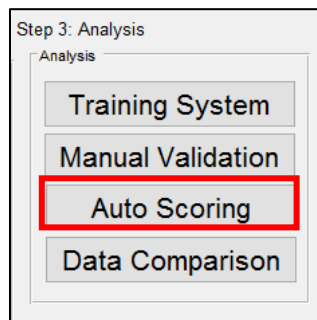 Step 3: Analysis
Analysis
Training System
Manual Validation
Auto Scoring
Data Comparison